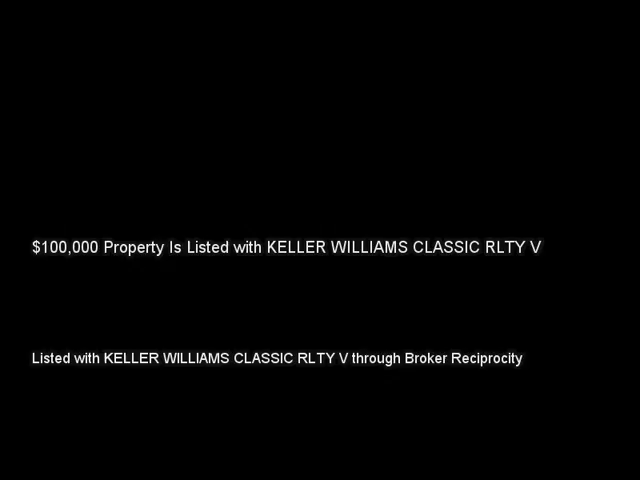 $100,000 Property Is Listed with KELLER WILLIAMS CLASSIC RLTY V
Listed with KELLER WILLIAMS CLASSIC RLTY V through Broker Reciprocity